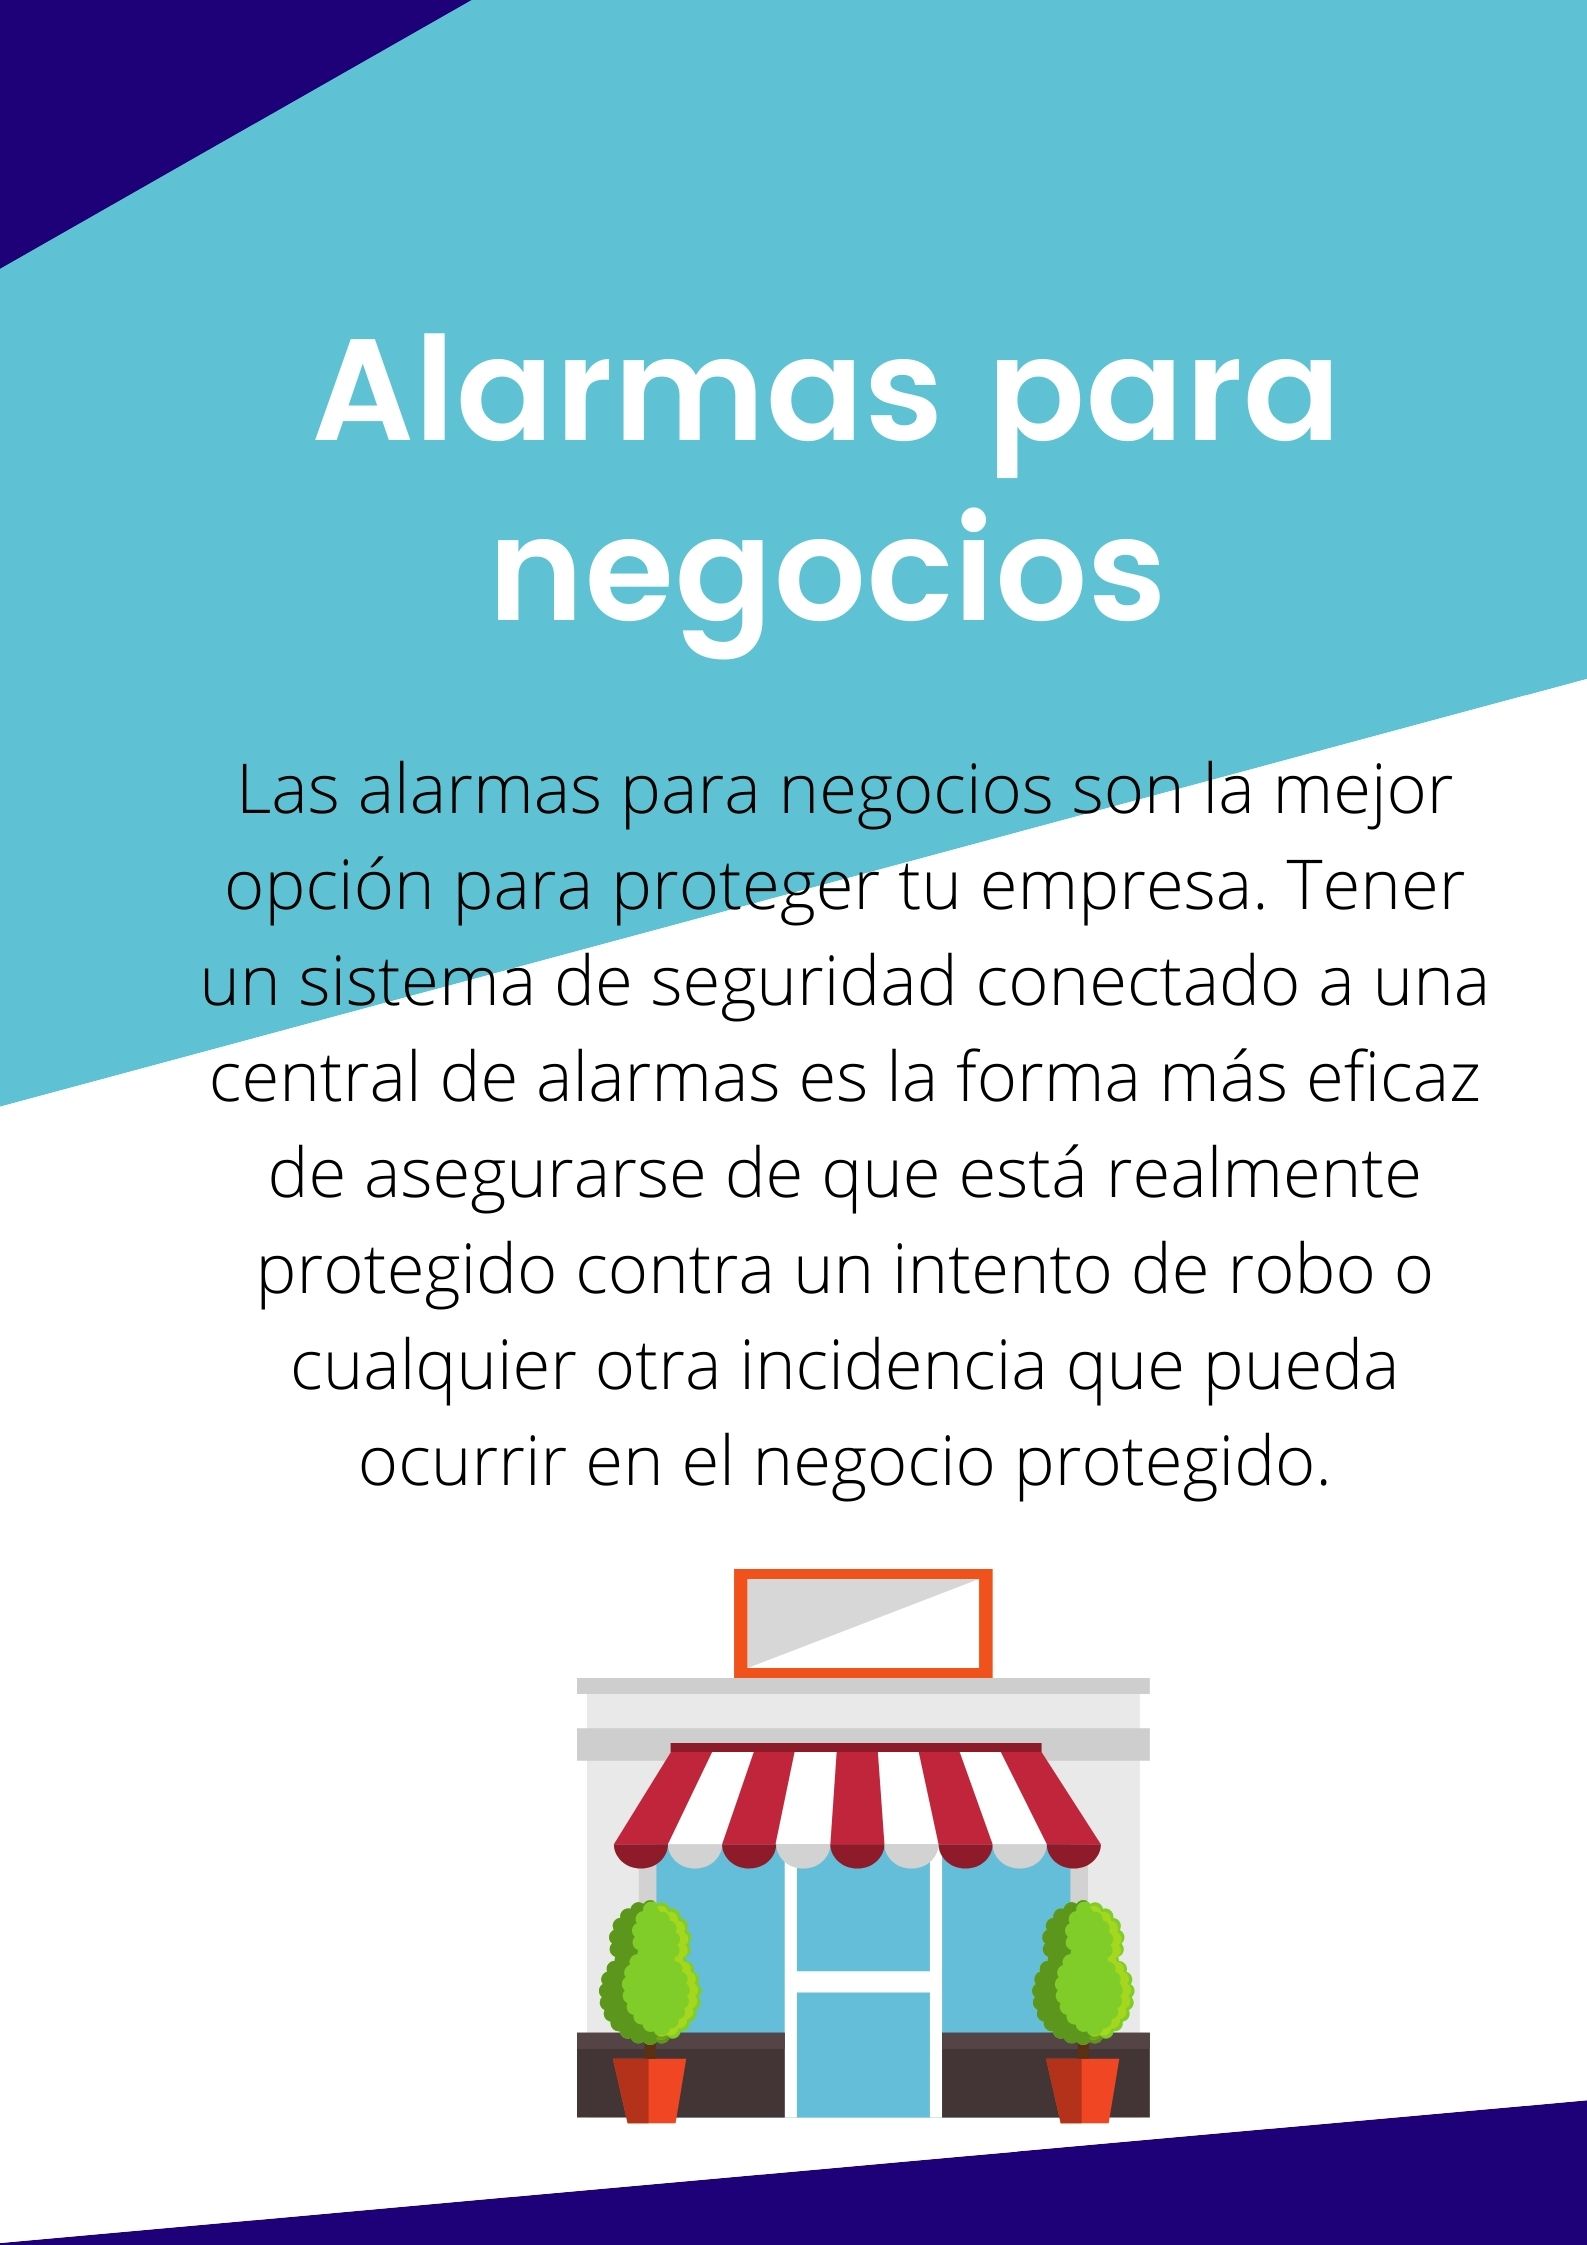 Alarmas para
negocios
Las alarmas para negocios son la mejor
opción para proteger tu empresa. Tener
un sistema de seguridad conectado a una
central de alarmas es la forma más eficaz
de asegurarse de que está realmente
protegido contra un intento de robo o
cualquier otra incidencia que pueda
ocurrir en el negocio protegido.